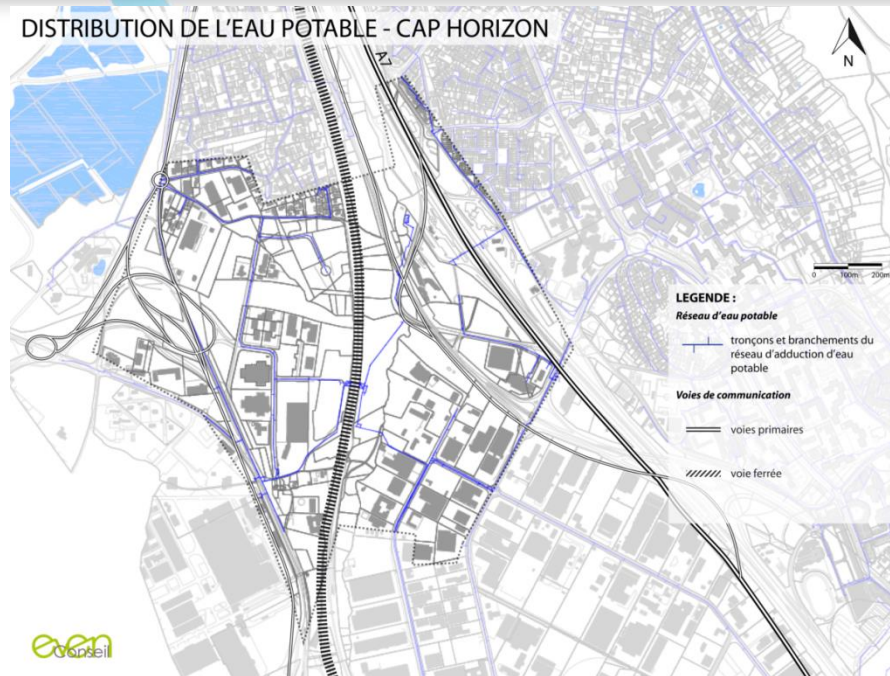 DISTRIBUTION DE L'EAU POTABLE - CAP HORIZON
A7
N
0 100m 200m
LEGENDE :
Réseau d'eau potable
tronçons et branchements du
réseau d'adduction d'eau
potable
Voies de communication
voies primaires
voie ferrée
even
Conseil